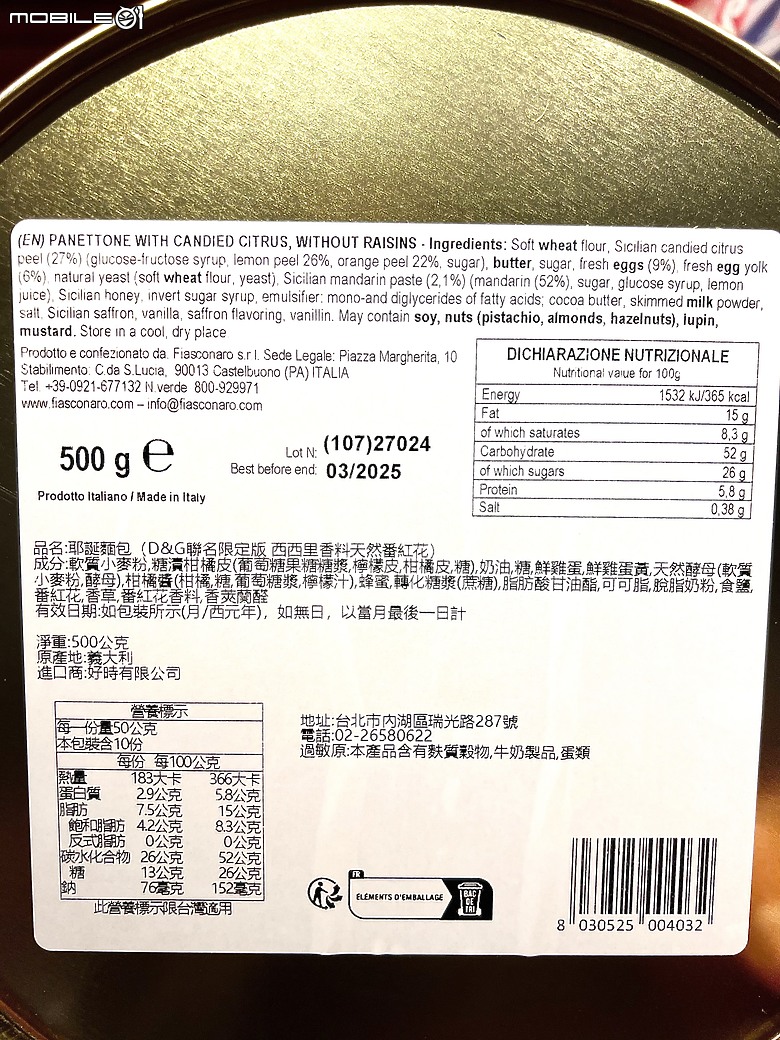 MOBILE01
(EN) PANETTONE WITH CANDIED CITRUS, WITHOUT RAISINS - Ingredients: Soft wheat flour, Sicilian candied citrus
peel (27%) (glucose-fructose syrup, lemon peel 26%, orange peel 22%, sugar), butter, sugar, fresh eggs (9%), fresh egg yolk
(6%), natural yeast (soft wheat flour, yeast), Sicilian mandarin paste (2,1%) (mandarin (52%), sugar, glucose syrup, lemon
juice), Sicilian honey, invert sugar syrup, emulsifier: mono-and diglycerides of fatty acids; cocoa butter, skimmed milk powder,
salt, Sicilian saffron, vanilla, saffron flavoring, vanillin. May contain soy, nuts (pistachio, almonds, hazelnuts), lupin,
mustard. Store in a cool, dry place
Prodotto e confezionato da: Fiasconaro s.r.l. Sede Legale: Piazza Margherita, 10
Stabilimento: C.da S.Lucia, 90013 Castelbuono (PA) ITALIA
Tel. +39-0921-677132 N.verde 800-929971
www.fiasconaro.com – info@fiasconaro.com
500 g e
Lot N: (107)27024
Best before end: 03/2025
Prodotto Italiano / Made in Italy
DICHIARAZIONE NUTRIZIONALE
Nutritional value for 100g
Energy 1532 kJ/365 kcal
Fat 15 g
of which saturates 8,3 g
Carbohydrate 52 g
of which sugars 26 g
Protein 5,8 g
Salt 0,38 g
品名:耶誕麵包（D&G聯名限定版 西西里香料天然番紅花）
成分:軟質小麥粉,糖漬柑橘皮(葡萄糖果糖糖漿,檸檬皮,柑橘皮,糖),奶油,糖,鮮雞蛋,鮮雞蛋黃,天然酵母(軟質
小麥粉,酵母),柑橘醬(柑橘,糖,葡萄糖漿,檸檬汁),蜂蜜,轉化糖漿(蔗糖),脂肪酸甘油酯,可可脂,脫脂奶粉,食鹽,
番紅花,香草,番紅花香料,香莢蘭醛
有效日期:如包裝所示(月/西元年)，如無日，以當月最後一日計
淨重:500公克
原產地:義大利
進口商:好時有限公司
營養標示
每一份量50公克
本包裝含10份
每份 每100公克
熱量 183大卡 366大卡
蛋白質 2.9公克 5.8公克
脂肪 7.5公克 15公克
飽和脂肪 4.2公克 8.3公克
反式脂肪 0公克 0公克
碳水化合物 26公克 52公克
糖 13公克 26公克
鈉 76毫克 152毫克
此營養標示限台灣適用
地址:台北市內湖區瑞光路287號
電話:02-26580622
過敏原:本產品含有麩質穀物,牛奶製品,蛋類
FR
ÉLÉMENTS D'EMBALLAGE
BAC
DE
TRI
8 030525 004032